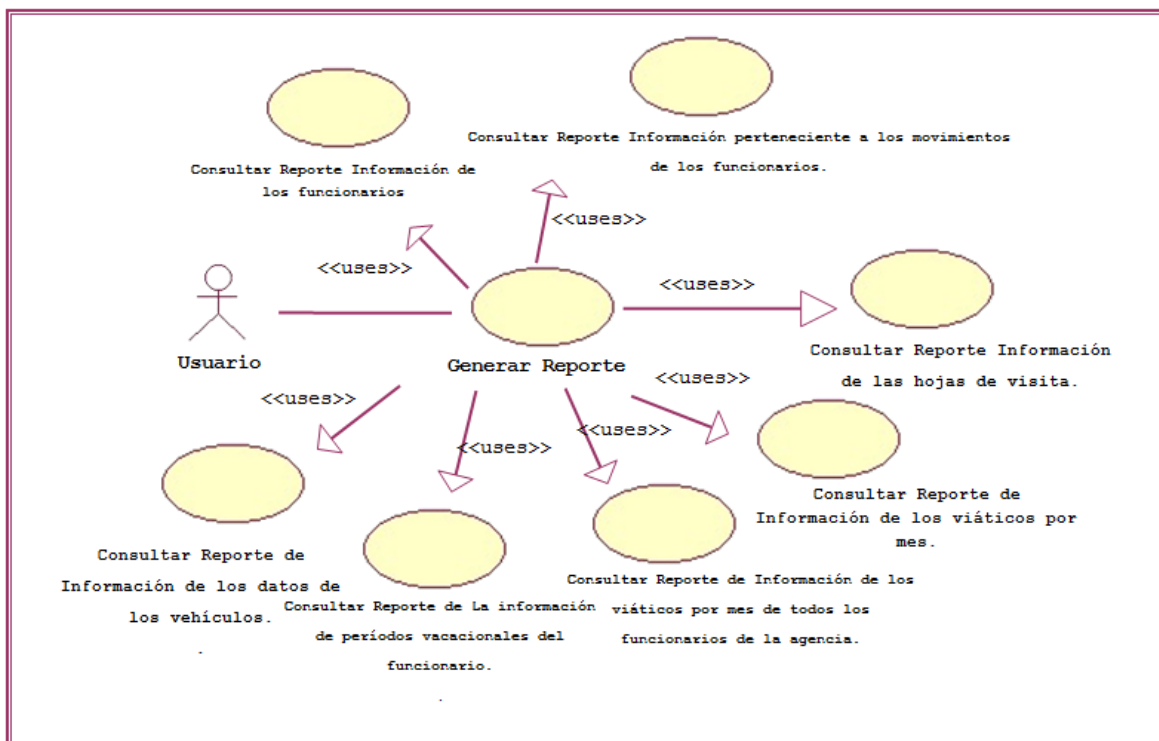 Consultar Reporte Información perteneciente a los movimientos
de los funcionarios.
Consultar Reporte Información de
los funcionarios
<<uses>>
<<uses>>
<<uses>>
Usuario
Generar Reporte
Consultar Reporte Información
de las hojas de visita.
<<uses>>
<<uses>>
<<uses>>
<<uses>>
Consultar Reporte de
Información de los viáticos por
mes.
Consultar Reporte de
Información de los datos de
los vehículos.
.
Consultar Reporte de La información
de períodos vacacionales del
funcionario.
.
Consultar Reporte de Información de los
viáticos por mes de todos los
funcionarios de la agencia.